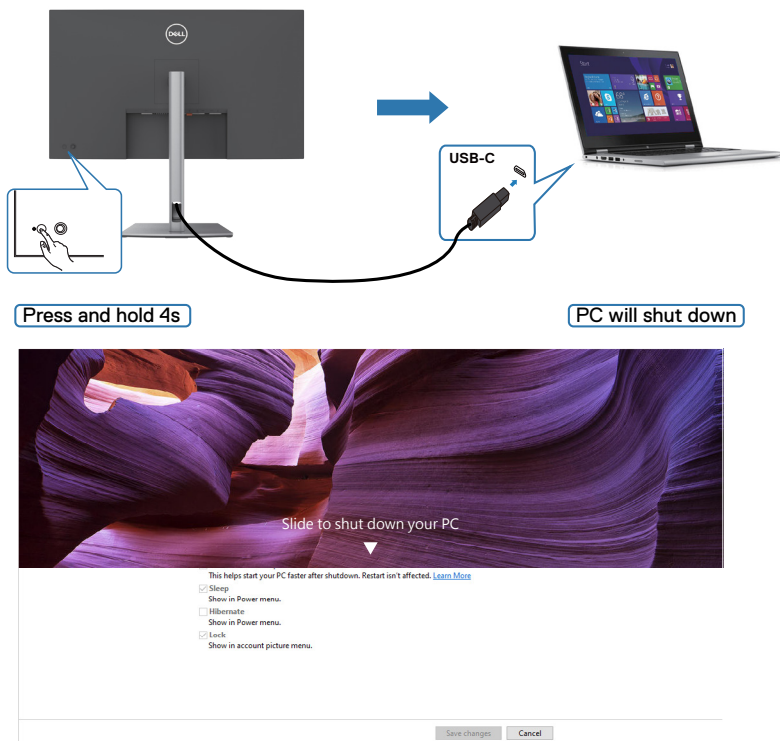 DELL
USB-C
Start
Press and hold 4s
PC will shut down
Slide to shut down your PC
This helps start your PC faster after shutdown. Restart isn't affected. Learn More
Sleep
Show in Power menu.
Hibernate
Show in Power menu.
Lock
Show in account picture menu.
Save changes
Cancel